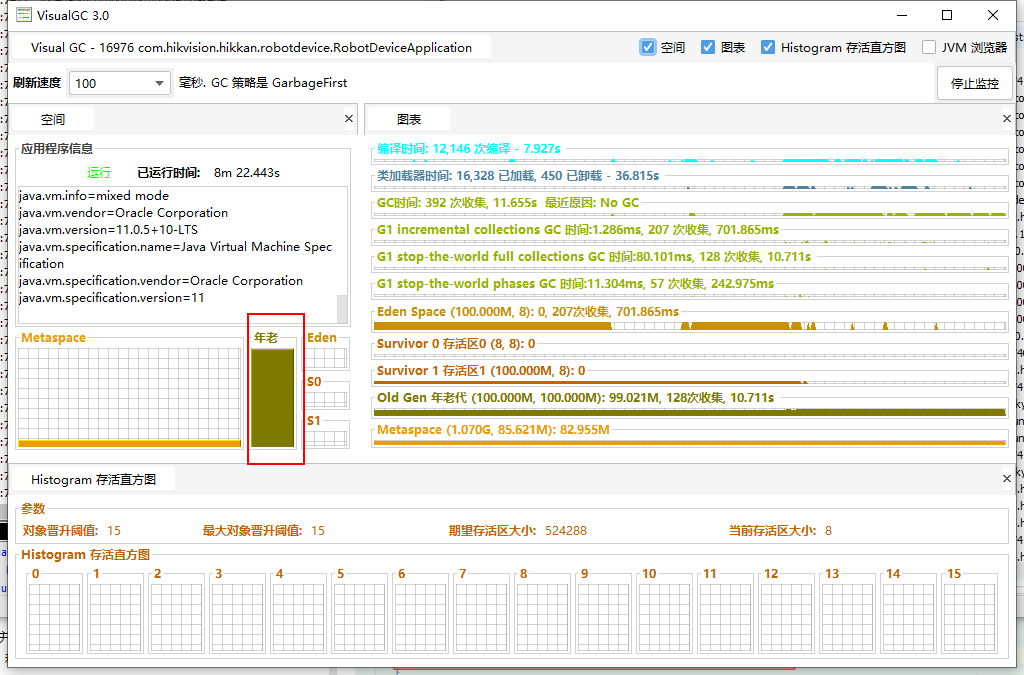 VisualGC 3.0
Visual GC - 16976 com.hikvision.hikkan.robotdevice.RobotDeviceApplication
空间
图表
Histogram 存活直方图
JVM 浏览器
刷新速度
100
毫秒. GC 策略是 GarbageFirst
停止监控
空间
图表
应用程序信息
运行
已运行时间:
8m 22.443s
java.vm.info=mixed mode
java.vm.vendor=Oracle Corporation
java.vm.version=11.0.5+10-LTS
java.vm.specification.name=Java Virtual Machine Spec
ification
java.vm.specification.vendor=Oracle Corporation
java.vm.specification.version=11
Metaspace
年老
Eden
S0
S1
编译时间: 12,146 次编译 - 7.927s
类加载器时间: 16,328 已加载, 450 已卸载 - 36.815s
GC时间: 392 次收集, 11.655s 最近原因: No GC
G1 incremental collections GC 时间:1.286ms, 207 次收集, 701.865ms
G1 stop-the-world full collections GC 时间:80.101ms, 128 次收集, 10.711s
G1 stop-the-world phases GC 时间:11.304ms, 57 次收集, 242.975ms
Eden Space (100.000M, 8): 0, 207次收集, 701.865ms
Survivor 0 存活区0 (8, 8): 0
Survivor 1 存活区1 (100.000M, 8): 0
Old Gen 年老代 (100.000M, 100.000M): 99.021M, 128次收集, 10.711s
Metaspace (1.070G, 85.621M): 82.955M
Histogram 存活直方图
参数
对象晋升阈值: 15
最大对象晋升阈值: 15
期望存活区大小: 524288
当前存活区大小: 8
Histogram 存活直方图
0 1 2 3 4 5 6 7 8 9 10 11 12 13 14 15